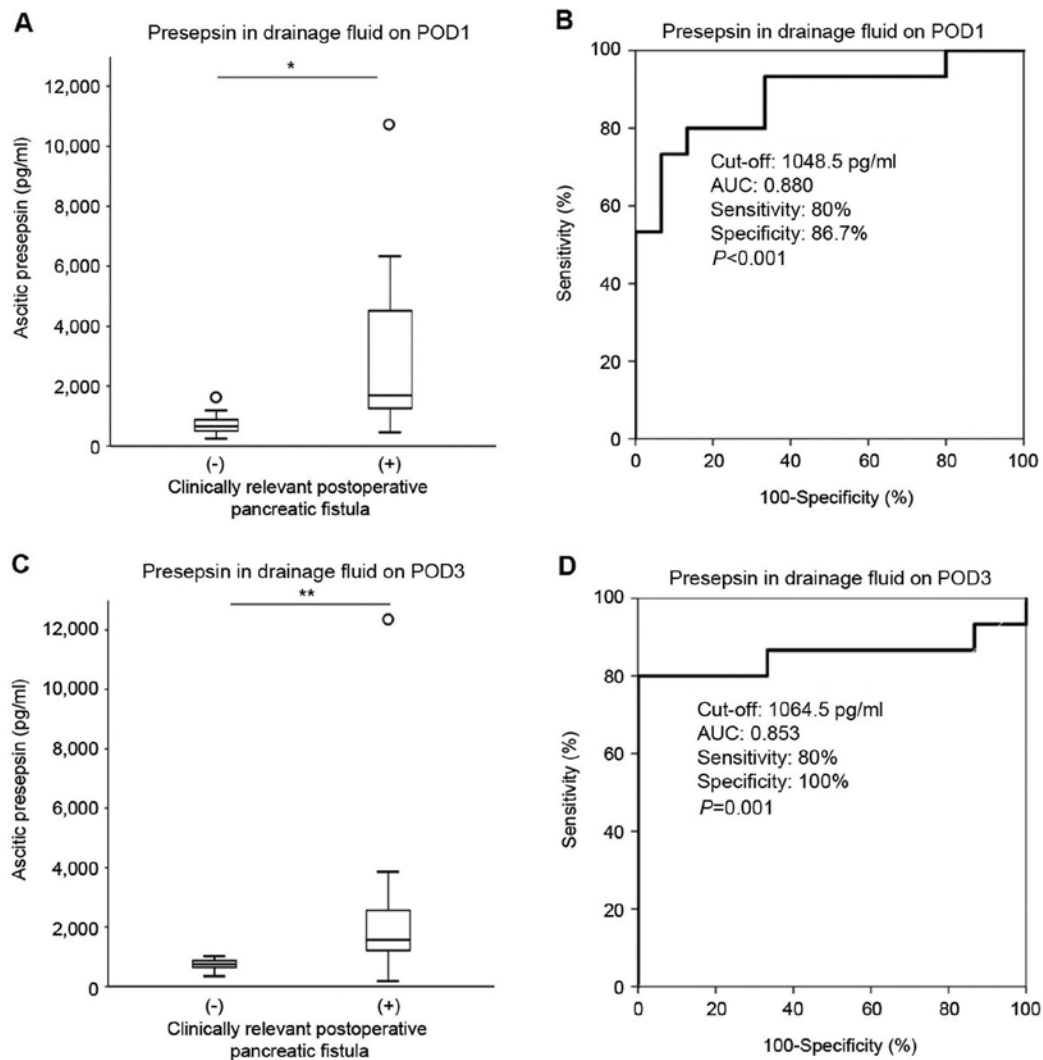 A
Presepsin in drainage fluid on POD1
*
Ascitic presepsin (pg/ml)
12,000
10,000
8,000
6,000
4,000
2,000
0
(-)
(+)
Clinically relevant postoperative
pancreatic fistula
B
Presepsin in drainage fluid on POD1
Sensitivity (%)
100
80
60
40
20
0
Cut-off: 1048.5 pg/ml
AUC: 0.880
Sensitivity: 80%
Specificity: 86.7%
P<0.001
0 20 40 60 80 100
100-Specificity (%)
C
Presepsin in drainage fluid on POD3
**
Ascitic presepsin (pg/ml)
12,000
10,000
8,000
6,000
4,000
2,000
0
(-)
(+)
Clinically relevant postoperative
pancreatic fistula
D
Presepsin in drainage fluid on POD3
Sensitivity (%)
100
80
60
40
20
0
Cut-off: 1064.5 pg/ml
AUC: 0.853
Sensitivity: 80%
Specificity: 100%
P=0.001
0 20 40 60 80 100
100-Specificity (%)